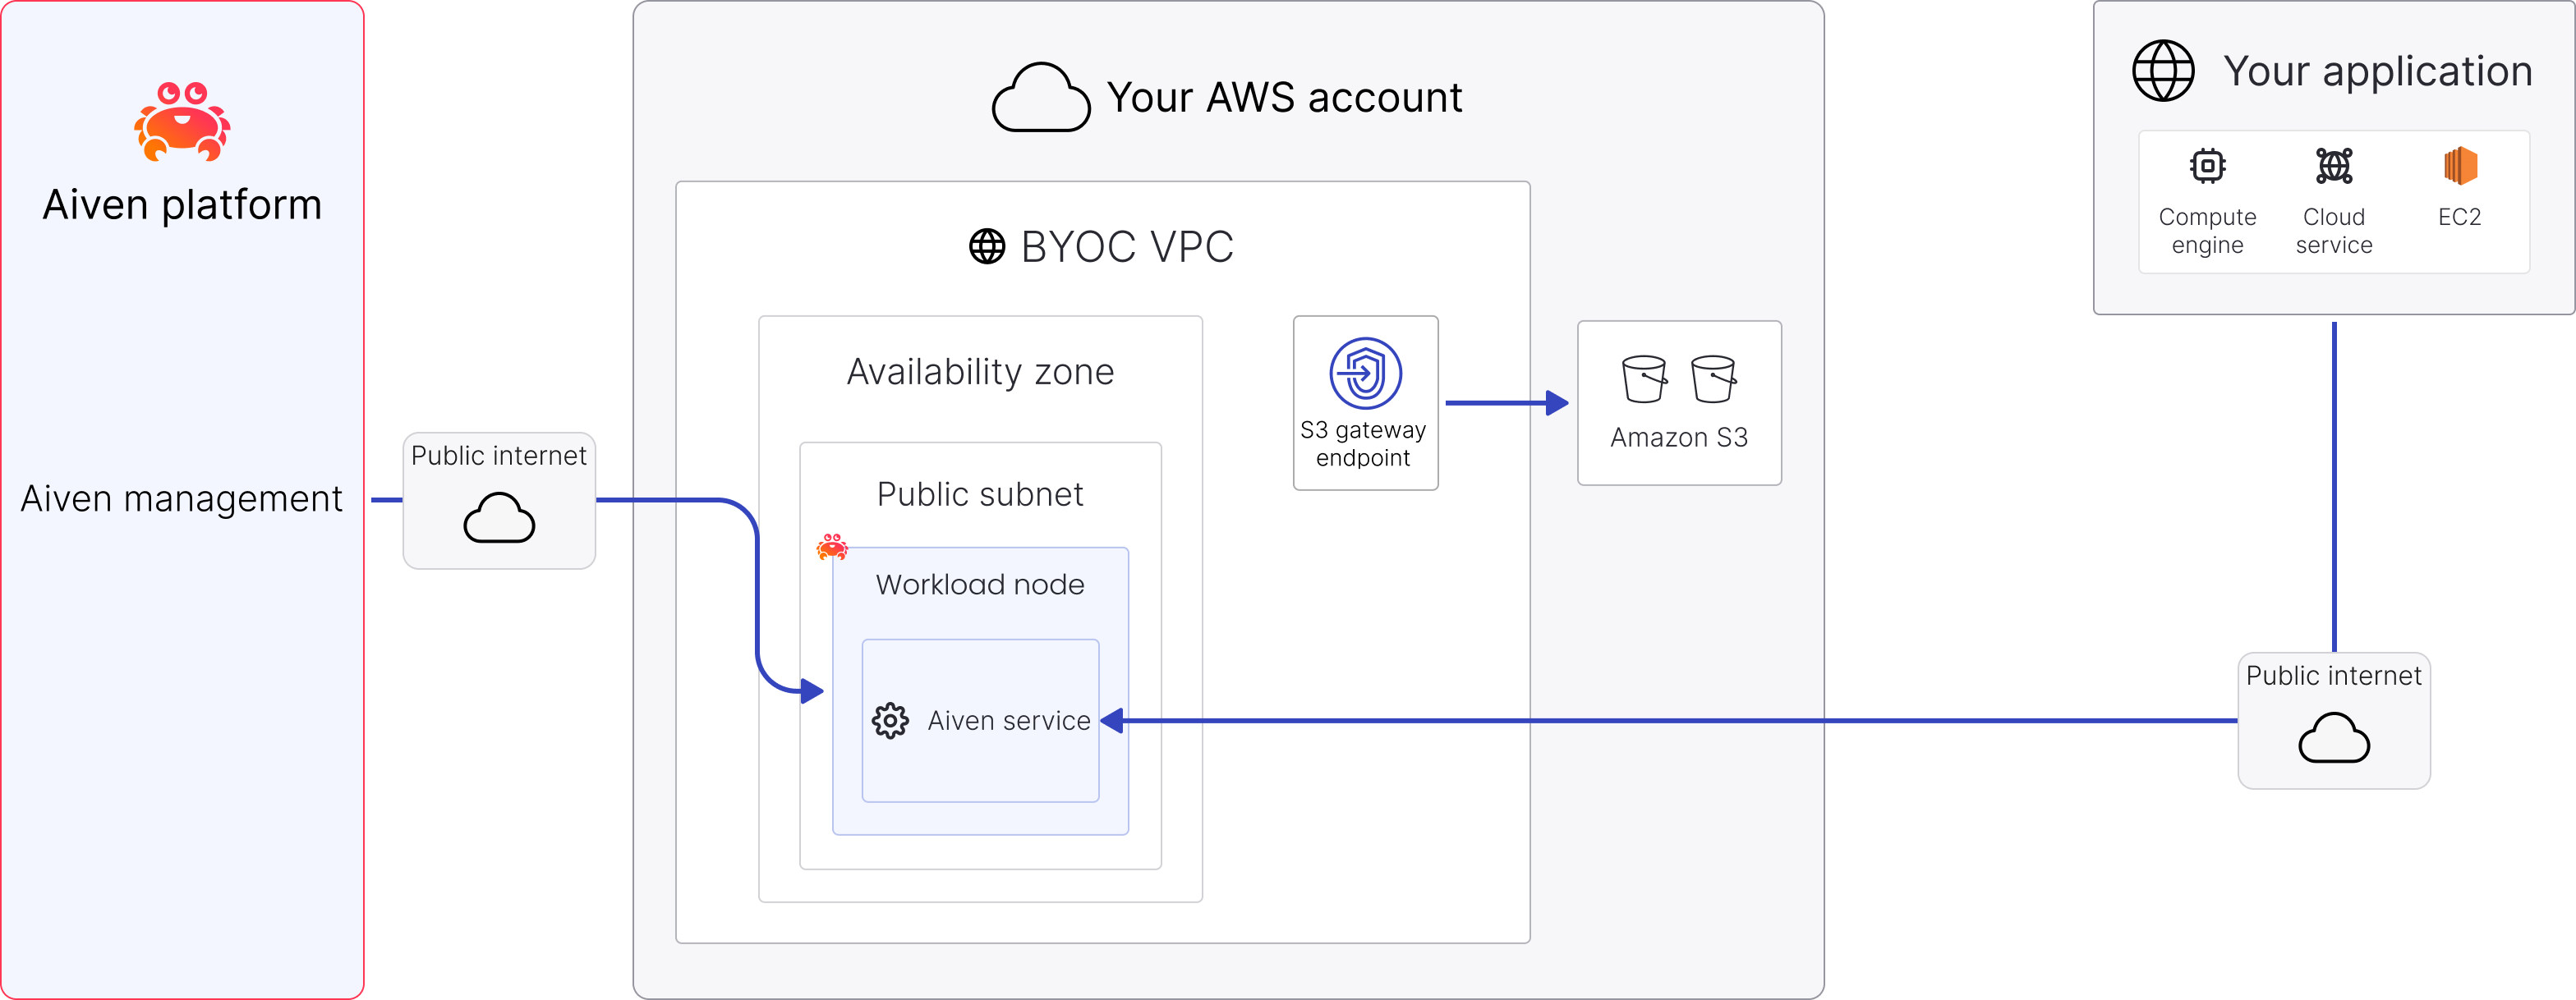 Aiven platform
Aiven management
Public internet
Your AWS account
BYOC VPC
Availability zone
Public subnet
Workload node
Aiven service
S3 gateway
endpoint
Amazon S3
Your application
Compute
engine
Cloud
service
EC2
Public internet